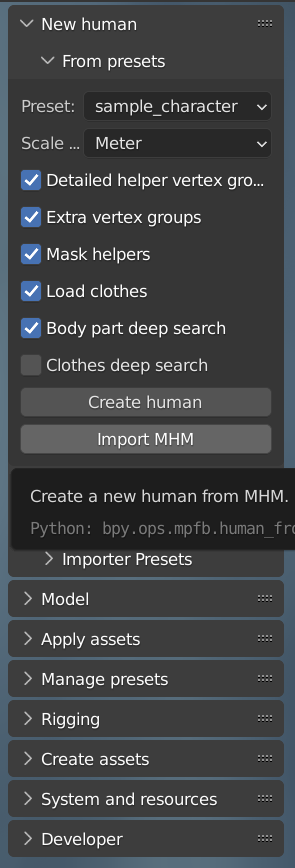 New human
From presets
Preset: sample_character
Scale ... Meter
Detailed helper vertex gro...
Extra vertex groups
Mask helpers
Load clothes
Body part deep search
Clothes deep search
Create human
Import MHM
Create a new human from MHM.
Python: bpy.ops.mpfb.human_fro
Importer Presets
Model
Apply assets
Manage presets
Rigging
Create assets
System and resources
Developer